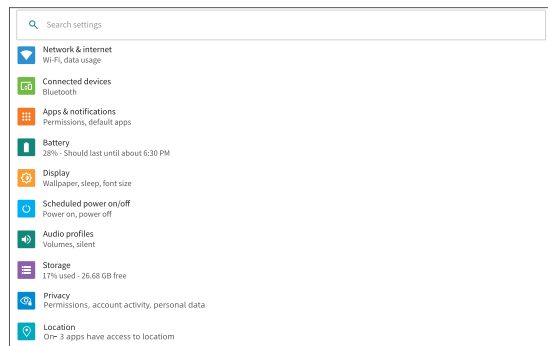 Search settings
Network & internet
Wi-Fi, data usage
Connected devices
Bluetooth
Apps & notifications
Permissions, default apps
Battery
28% - Should last until about 6:30 PM
Display
Wallpaper, sleep, font size
Scheduled power on/off
Power on, power off
Audio profiles
Volumes, silent
Storage
17% used - 26.68 GB free
Privacy
Permissions, account activity, personal data
Location
On- 3 apps have access to locatiom